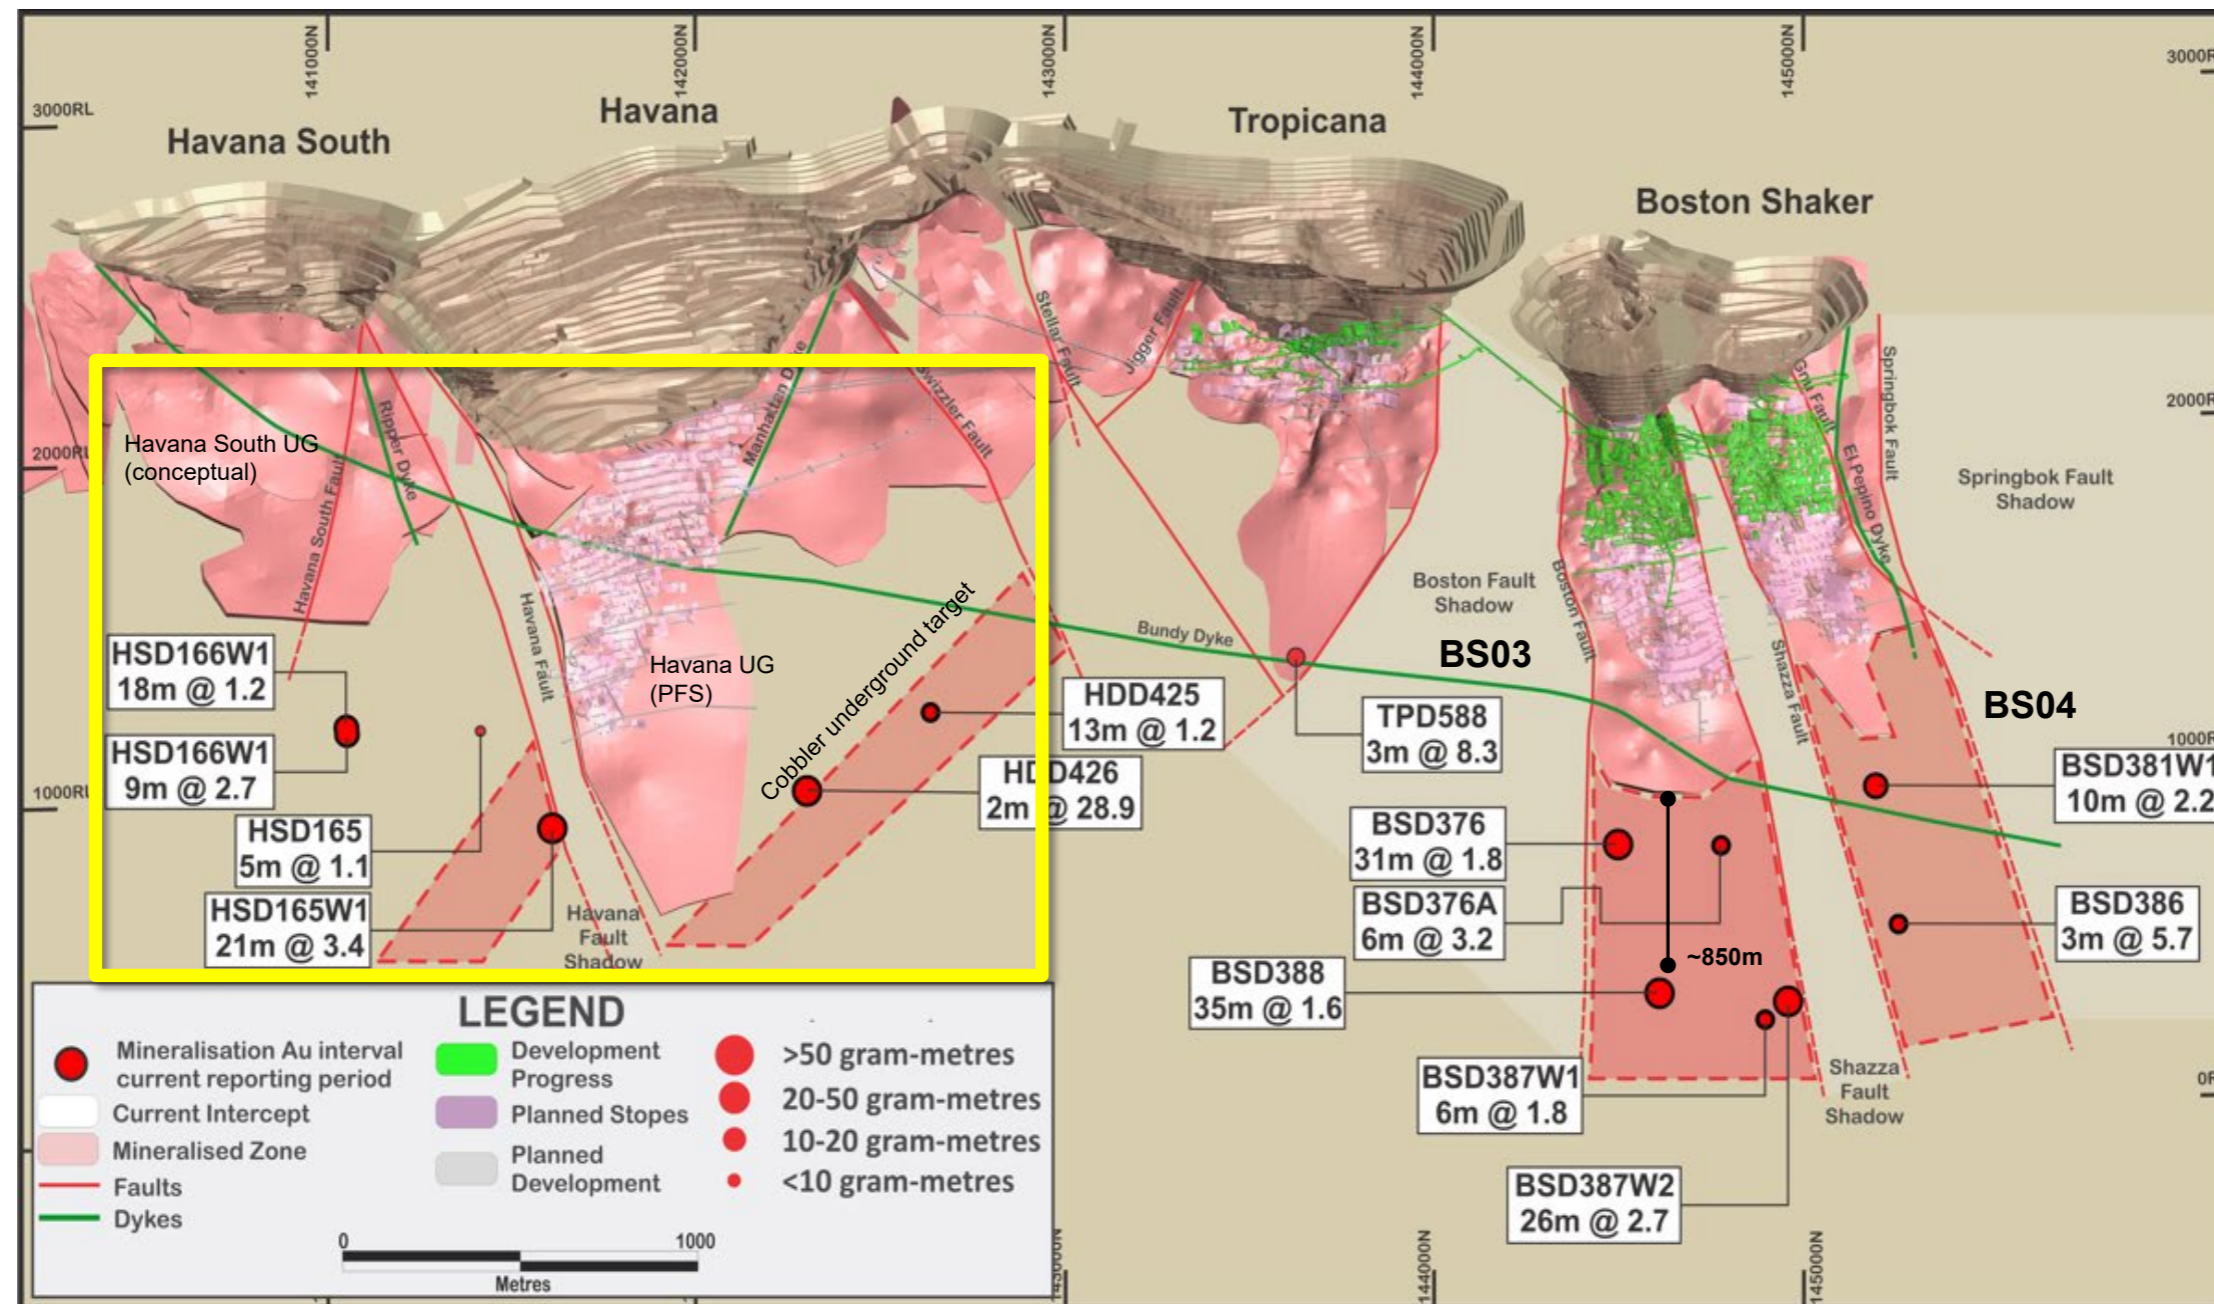 141000N
142000N
143000N
144000N
145000N
3000RL
3000R
Havana South
Havana
Tropicana
Boston Shaker
Stellar Fault
Jigger Fault
Swizzler Fault
Gnu Fault
Springbok Fault
2000R
2000RL
Havana South UG
(conceptual)
Ripper Dyke
Havana South Fault
El Pepino Dyke
Springbok Fault
Shadow
Havana Fault
Boston Fault
Shadow
Boston Fault
Bundy Dyke
BS03
Shazza Fault
BS04
Havana UG
(PFS)
Cobbler underground target
HSD166W1
18m @ 1.2
HSD166W1
9m @ 2.7
HSD165
5m @ 1.1
HSD165W1
21m @ 3.4
Havana
Fault
Shadow
HDD425
13m @ 1.2
HDD426
2m @ 28.9
TPD588
3m @ 8.3
1000R
1000RL
BSD381W1
10m @ 2.2
BSD376
31m @ 1.8
BSD376A
6m @ 3.2
BSD386
3m @ 5.7
~850m
BSD388
35m @ 1.6
BSD387W1
6m @ 1.8
BSD387W2
26m @ 2.7
Shazza
Fault
Shadow
0R
LEGEND
Mineralisation Au interval
current reporting period
Current Intercept
Mineralised Zone
Faults
Dykes
Development
Progress
Planned Stopes
Planned
Development
>50 gram-metres
20-50 gram-metres
10-20 gram-metres
<10 gram-metres
0
1000
Metres
144000N
145000N